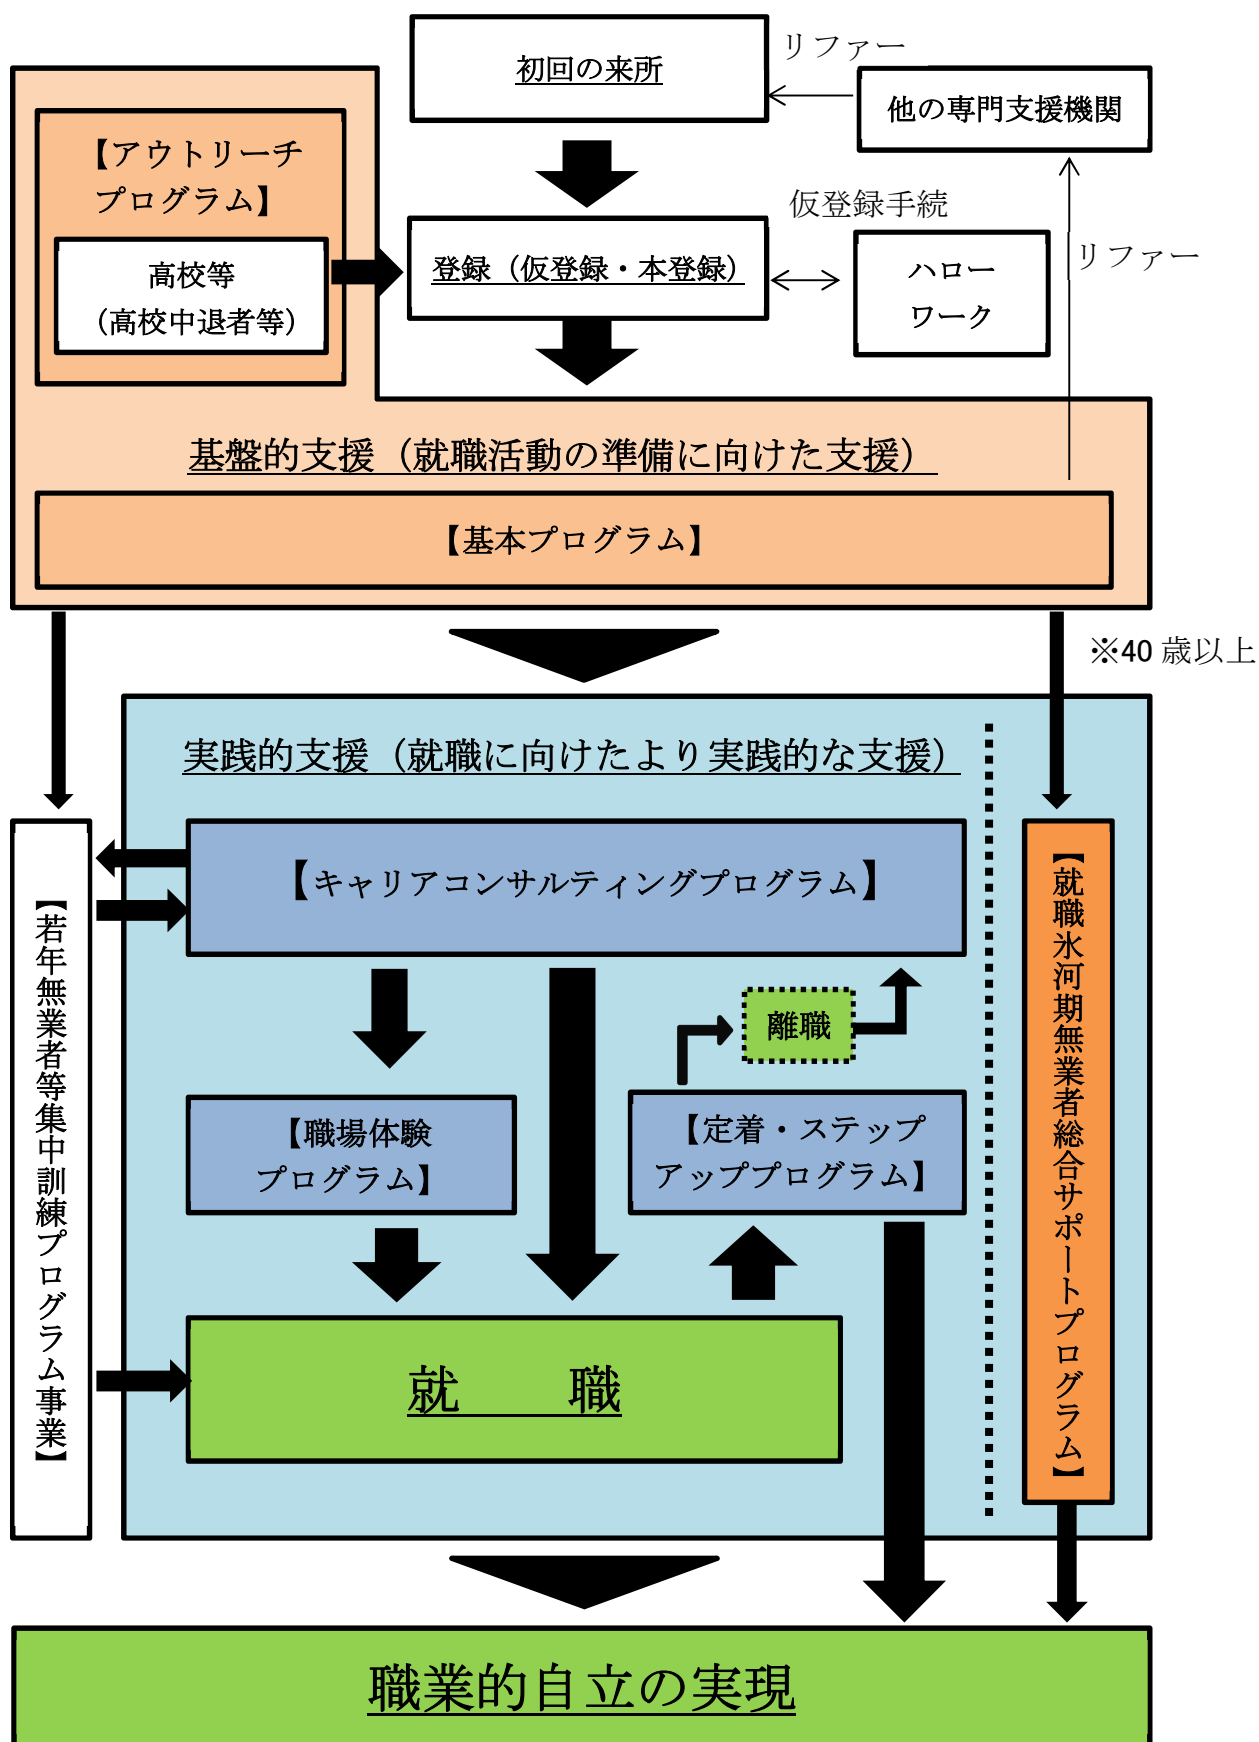 初回の来所
リファー
他の専門支援機関
【アウトリーチ
プログラム】
高校等
（高校中退者等）
仮登録手続
登録（仮登録・本登録）
ハロー
ワーク
リファー
基盤的支援（就職活動の準備に向けた支援）
【基本プログラム】
※40 歳以上
実践的支援（就職に向けたより実践的な支援）
【キャリアコンサルティングプログラム】
【若年無業者等集中訓練プログラム事業】
【就職氷河期無業者総合サポートプログラム】
離職
【職場体験
プログラム】
【定着・ステップ
アッププログラム】
就　　職
職業的自立の実現